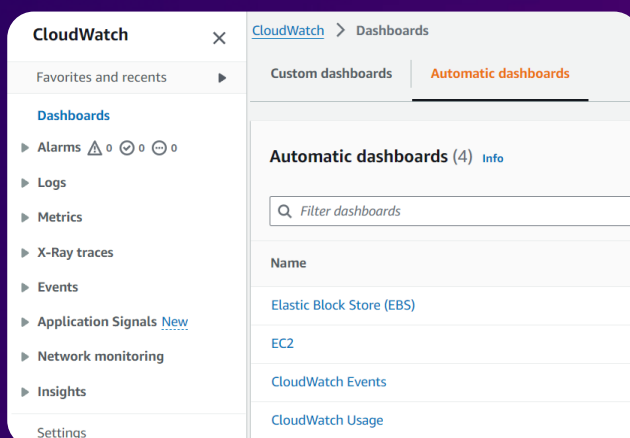 CloudWatch
Favorites and recents
Dashboards
Alarms 0 0 0
Logs
Metrics
X-Ray traces
Events
Application Signals New
Network monitoring
Insights
Settings
CloudWatch > Dashboards
Custom dashboards Automatic dashboards
Automatic dashboards (4) Info
Filter dashboards
Name
Elastic Block Store (EBS)
EC2
CloudWatch Events
CloudWatch Usage